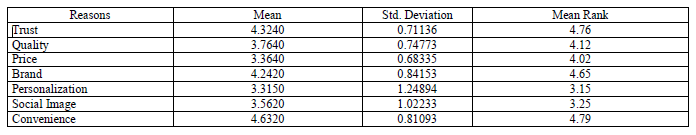 Reasons Mean Std. Deviation Mean Rank
Trust 4.3240 0.71136 4.76
Quality 3.7640 0.74773 4.12
Price 3.3640 0.68335 4.02
Brand 4.2420 0.84153 4.65
Personalization 3.3150 1.24894 3.15
Social Image 3.5620 1.02233 3.25
Convenience 4.6320 0.81093 4.79